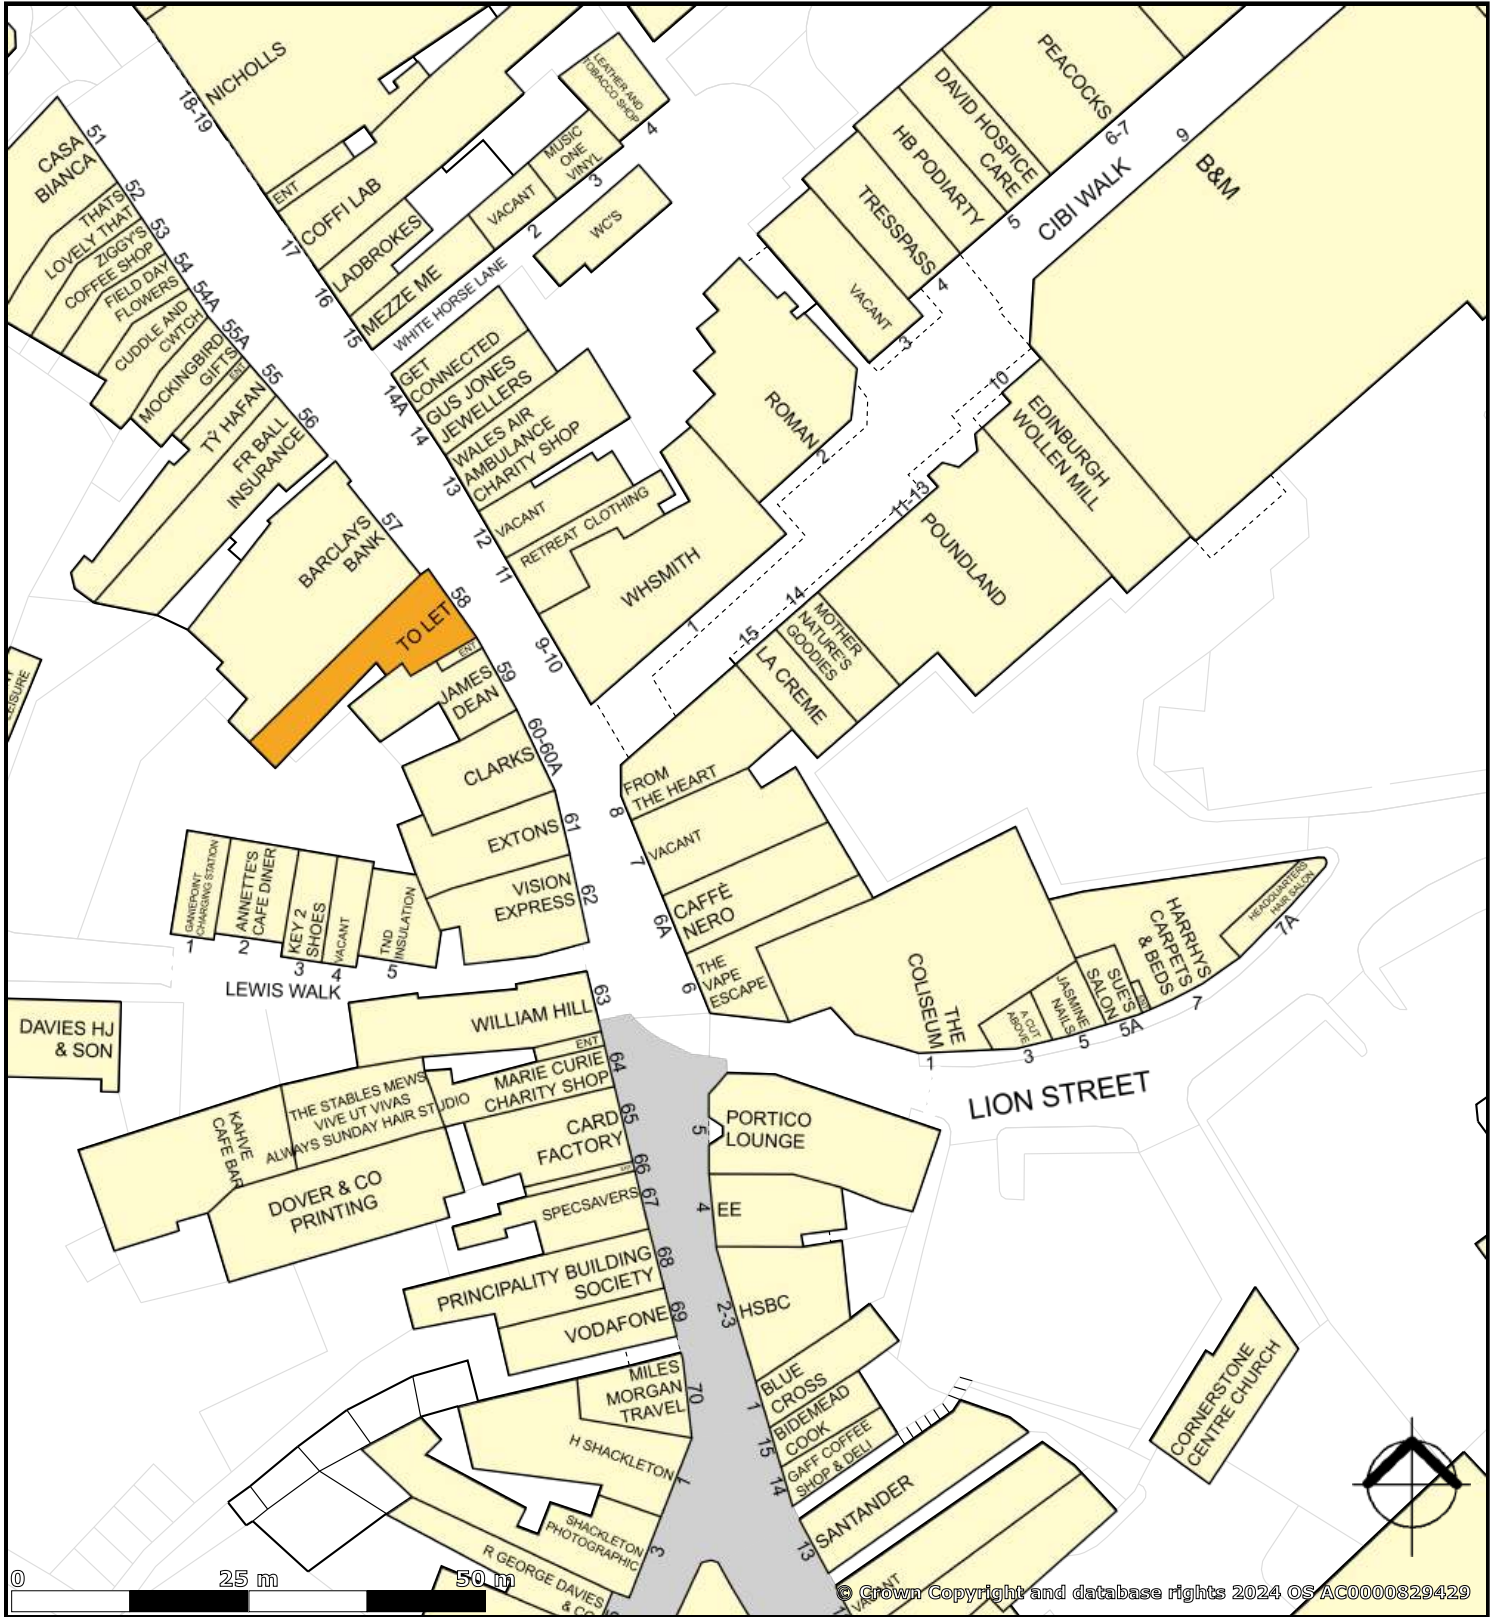 NICHOLLS
18-19
ENT
COFFI LAB
17
LADBROKES
16
MEZZE ME
15
WHITE HORSE LANE
VACANT
2
MUSIC
ONE
VINYL
3
LEATHER AND
TOBACCO SHOP
4
WC'S
CASA
BIANCA
51
THATS
LOVELY THAT
52
ZIGGY'S
COFFEE SHOP
53
FIELD DAY
FLOWERS
54
CUDDLE AND
CWTCH
54A
MOCKINGBIRD
GIFTS
55A
ENT
TŶ HAFAN
55
FR BALL
INSURANCE
56
BARCLAYS
BANK
57
TO LET
58
ENT
JAMES
DEAN
59
CLARKS
60-60A
EXTONS
61
VISION
EXPRESS
62
GET
CONNECTED
14A
GUS JONES
JEWELLERS
14
WALES AIR
AMBULANCE
CHARITY SHOP
13
VACANT
12
RETREAT CLOTHING
11
WHSMITH
9-10
1
ROMAN
2
VACANT
3
TRESSPASS
4
HB PODIARTY
5
DAVID HOSPICE
CARE
PEACOCKS
6-7
CIBI WALK
9
B&M
10
EDINBURGH
WOLLEN MILL
11-13
POUNDLAND
14
MOTHER
NATURE'S
GOODIES
15
LA CREME
FROM
THE HEART
8
VACANT
7
CAFFÈ
NERO
6A
THE
VAPE
ESCAPE
6
THE
COLISEUM
1
A CUT
ABOVE
3
JASMINE
NAILS
5
SUE'S
SALON
5A
HARRHYS
CARPETS
& BEDS
7
HEADQUARTERS
HAIR SALON
7A
LION STREET
GANIEPOINT
CHARGING STATION
1
ANNETTE'S
CAFE DINER
2
KEY 2
SHOES
3
VACANT
4
TND
INSULATION
5
LEWIS WALK
DAVIES HJ
& SON
WILLIAM HILL
63
ENT
MARIE CURIE
CHARITY SHOP
64
THE STABLES MEWS
VIVE UT VIVAS
ALWAYS SUNDAY HAIR STUDIO
KAHVE
CAFE BAR
DOVER & CO
PRINTING
CARD
FACTORY
65
66
SPECSAVERS
67
PRINCIPALITY BUILDING
SOCIETY
68
VODAFONE
69
MILES
MORGAN
TRAVEL
70
H SHACKLETON
1
SHACKLETON
PHOTOGRAPHIC
3
R GEORGE DAVIES
& CO
PORTICO
LOUNGE
5
EE
4
HSBC
2-3
BLUE
CROSS
1
BIDEMEAD
COOK
15
GAFF COFFEE
SHOP & DELI
14
SANTANDER
13
VACANT
CORNERSTONE
CENTRE CHURCH
0
25 m
50 m
© Crown Copyright and database rights 2024 OS AC0000829429